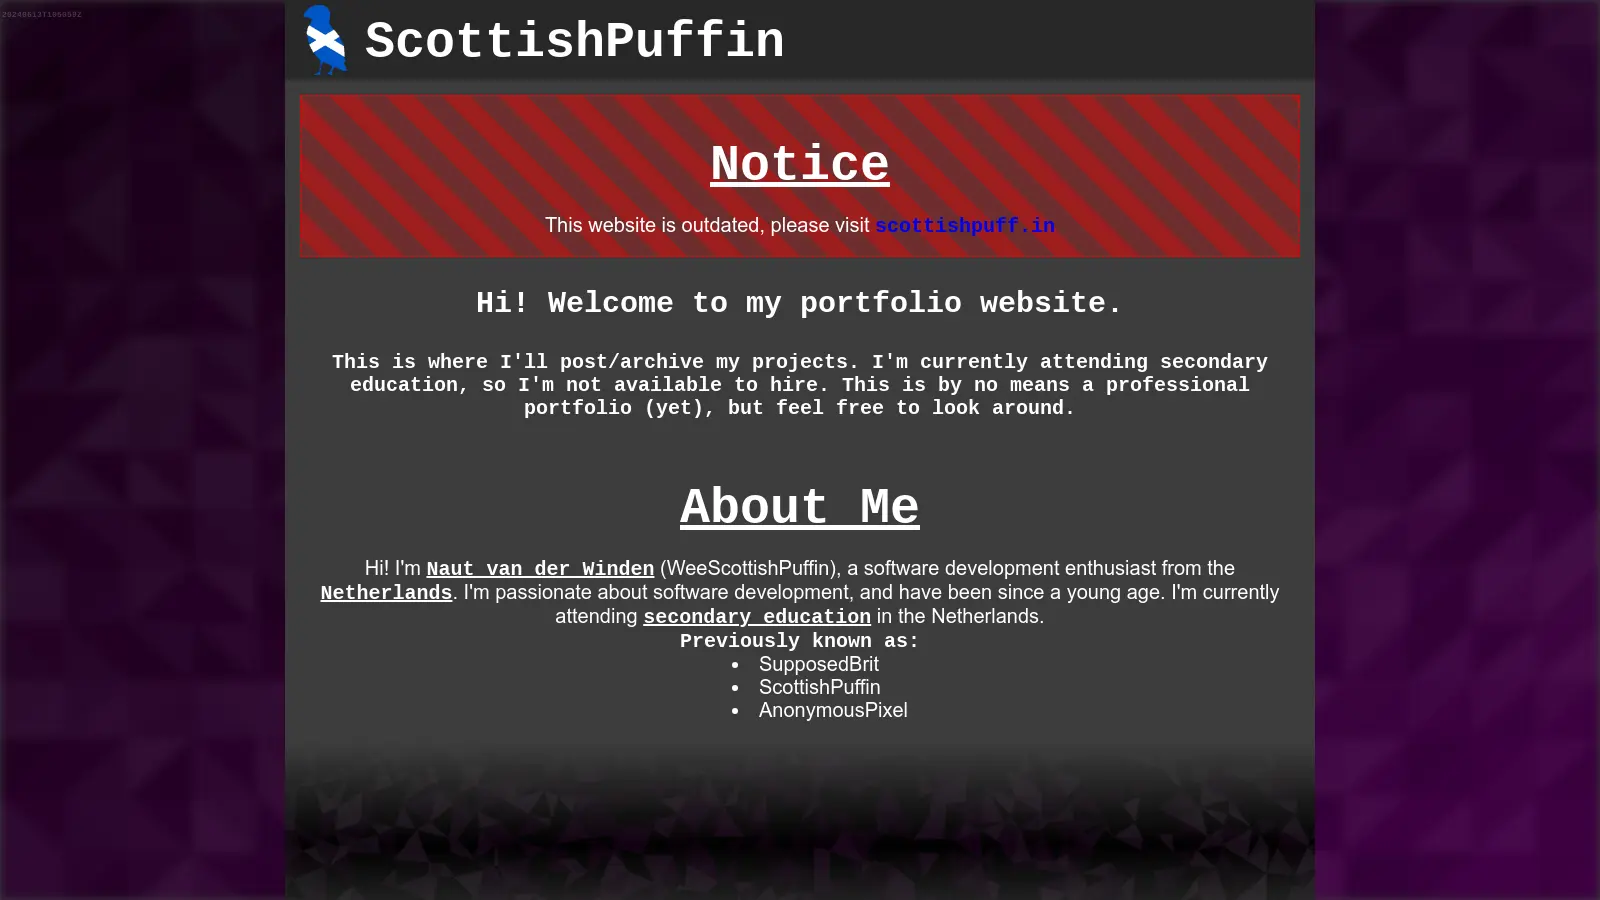 ScottishPuffin
Notice
This website is outdated, please visit scottishpuff.in
Hi! Welcome to my portfolio website.
This is where I'll post/archive my projects. I'm currently attending secondary
education, so I'm not available to hire. This is by no means a professional
portfolio (yet), but feel free to look around.
About Me
Hi! I'm Naut van der Winden (WeeScottishPuffin), a software development enthusiast from the
Netherlands. I'm passionate about software development, and have been since a young age. I'm currently
attending secondary education in the Netherlands.
Previously known as:
• SupposedBrit
• ScottishPuffin
• AnonymousPixel